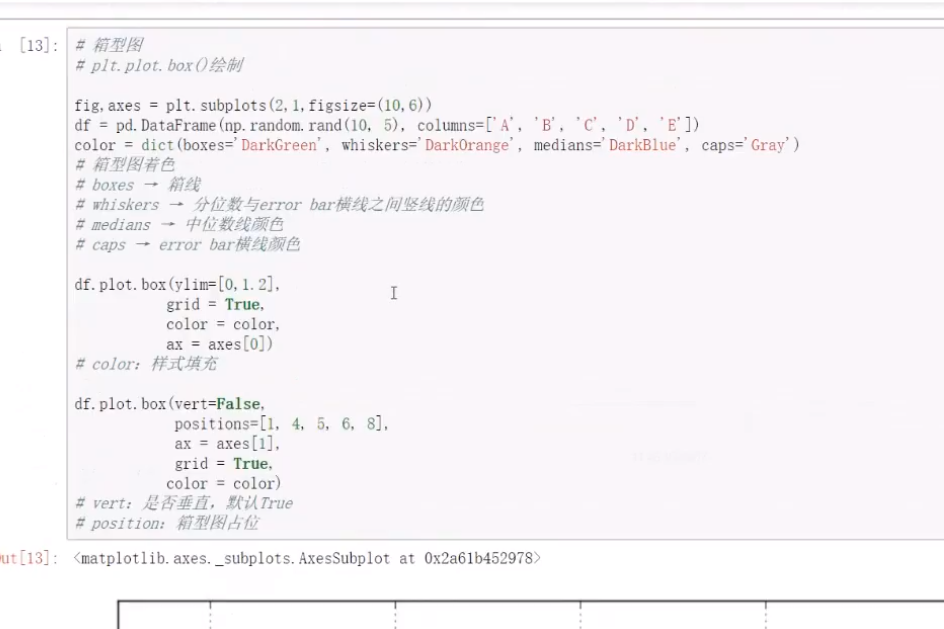 [13]:
# 箱型图
# plt.plot.box()绘制
fig,axes = plt.subplots(2,1,figsize=(10,6))
df = pd.DataFrame(np.random.rand(10, 5), columns=['A', 'B', 'C', 'D', 'E'])
color = dict(boxes='DarkGreen', whiskers='DarkOrange', medians='DarkBlue', caps='Gray')
# 箱型图着色
# boxes → 箱线
# whiskers → 分位数与error bar横线之间竖线的颜色
# medians → 中位数线颜色
# caps → error bar横线颜色
df.plot.box(ylim=[0,1.2],
grid = True,
color = color,
ax = axes[0])
# color: 样式填充
df.plot.box(vert=False,
positions=[1, 4, 5, 6, 8],
ax = axes[1],
grid = True,
color = color)
# vert: 是否垂直, 默认True
# position: 箱型图占位
ut[13]: <matplotlib.axes._subplots.AxesSubplot at 0x2a61b452978>